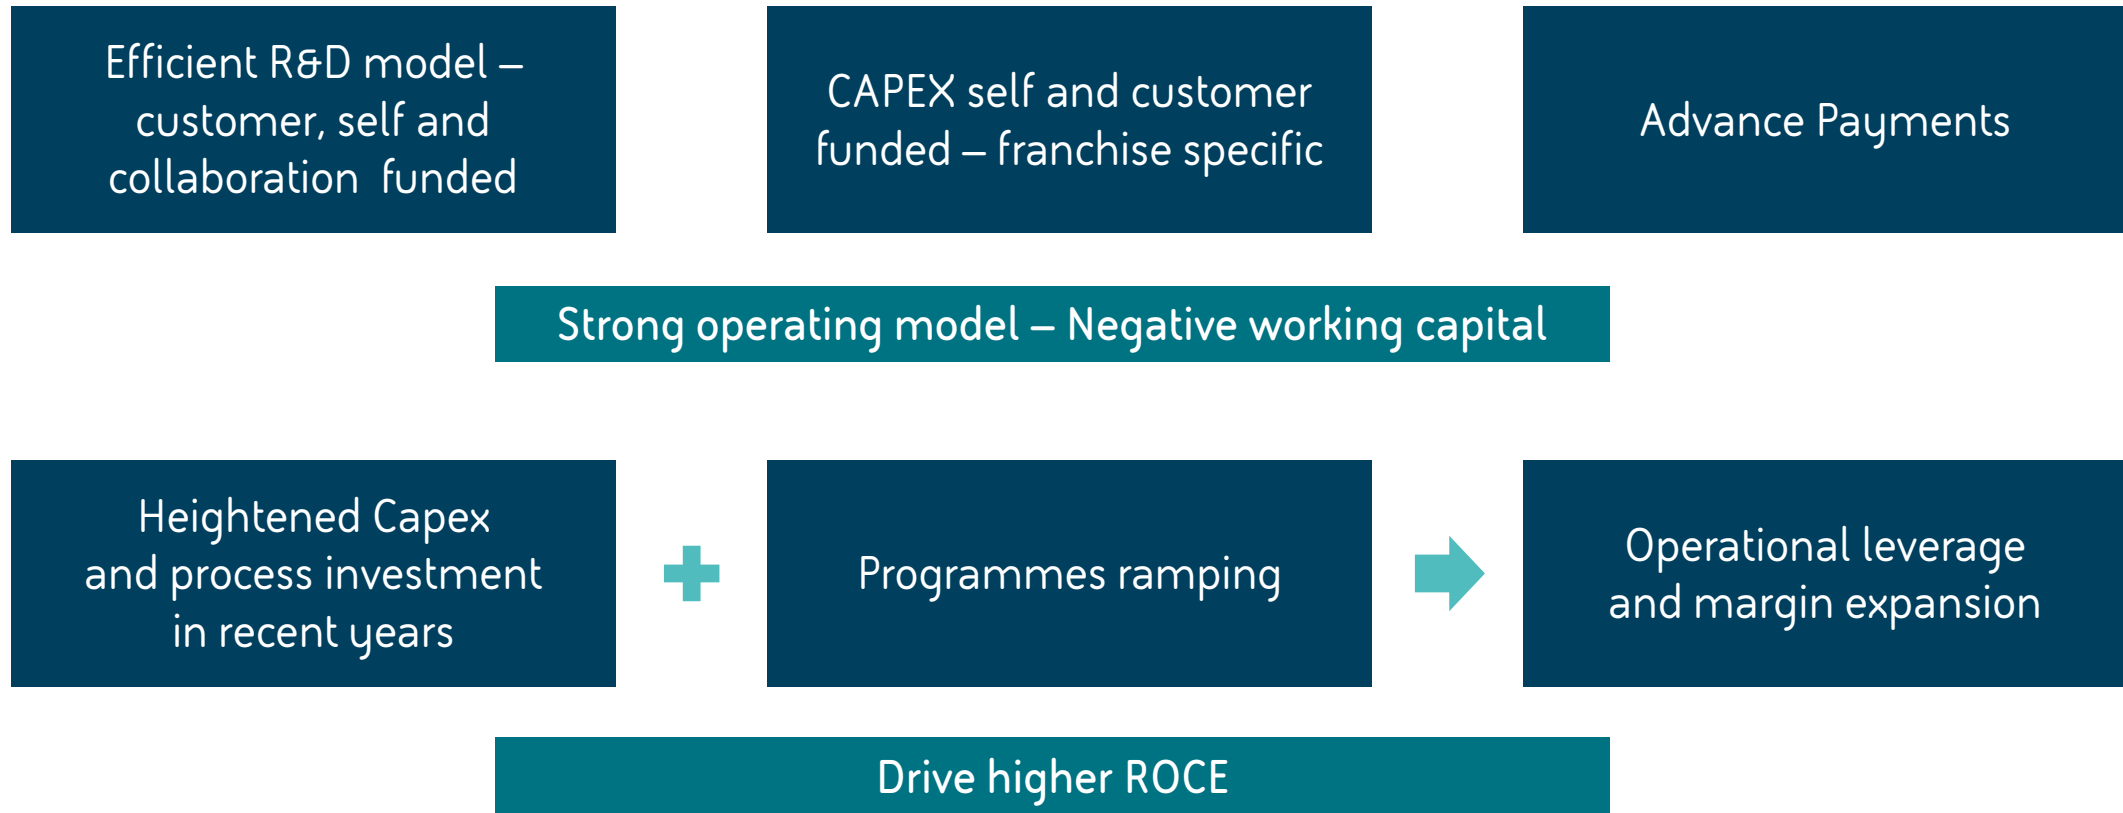 Efficient R&D model –
customer, self and
collaboration funded
CAPEX self and customer
funded – franchise specific
Advance Payments
Strong operating model – Negative working capital
Heightened Capex
and process investment
in recent years
Programmes ramping
Operational leverage
and margin expansion
Drive higher ROCE